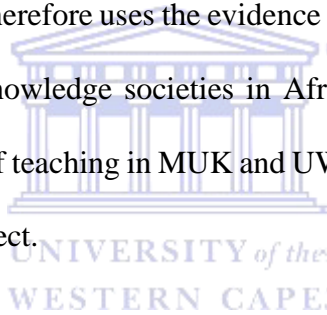 herefore uses the evidence
nowledge societies in Afr
f teaching in MUK and UW
ect.
UNIVERSITY of the
WESTERN CAPE